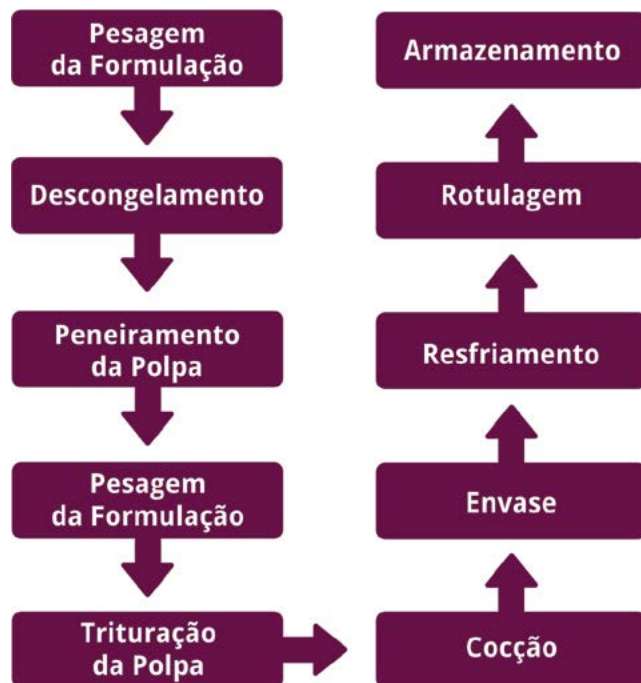 Pesagem
da Formulação
Descongelamento
Peneiramento
da Polpa
Pesagem
da Formulação
Trituração
da Polpa
Cocção
Envase
Resfriamento
Rotulagem
Armazenamento